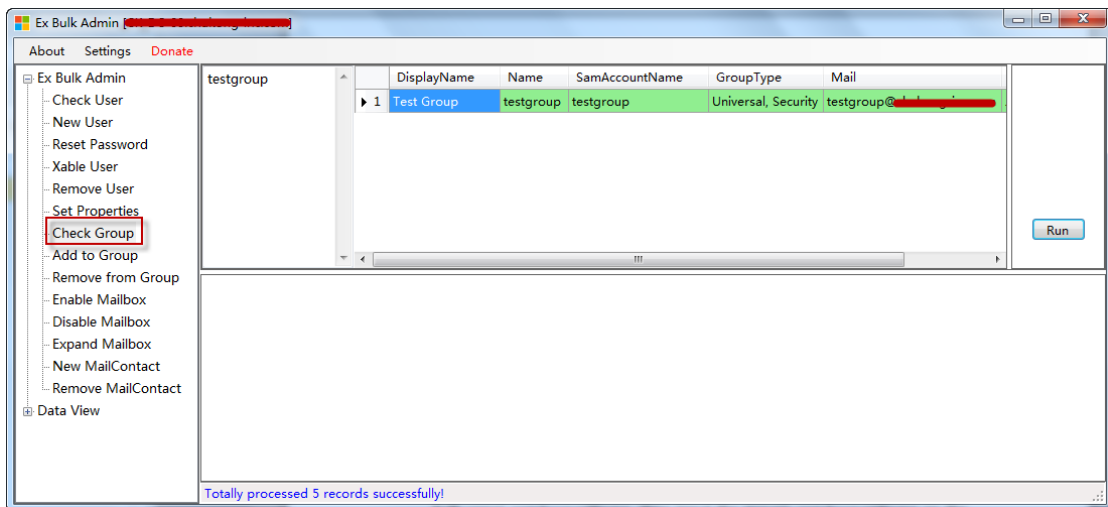 Ex Bulk Admin [
About Settings Donate
Ex Bulk Admin
Check User
New User
Reset Password
Xable User
Remove User
Set Properties
Check Group
Add to Group
Remove from Group
Enable Mailbox
Disable Mailbox
Expand Mailbox
New MailContact
Remove MailContact
Data View
testgroup
DisplayName Name SamAccountName GroupType Mail
1 Test Group testgroup testgroup Universal, Security testgroup@
Run
Totally processed 5 records successfully!